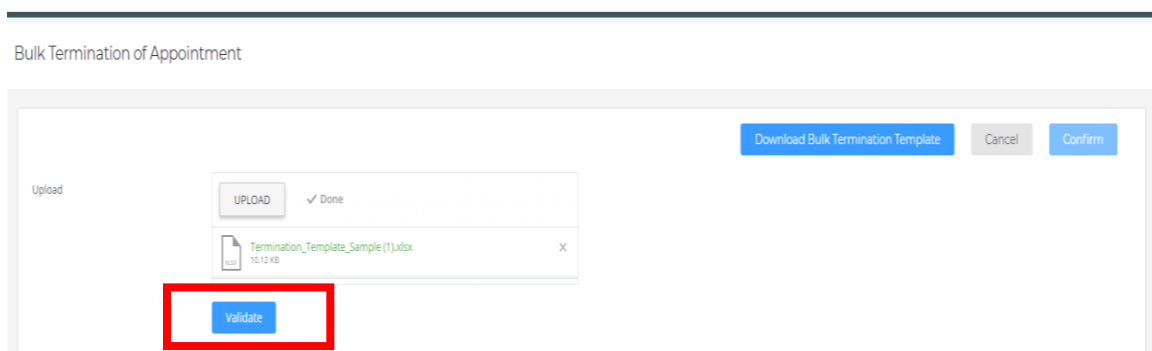 Bulk Termination of Appointment
Download Bulk Termination Template Cancel Confirm
Upload
UPLOAD ✓ Done
Termination_Template_Sample (1).xlsx X
XLSX 10.12 KB
Validate